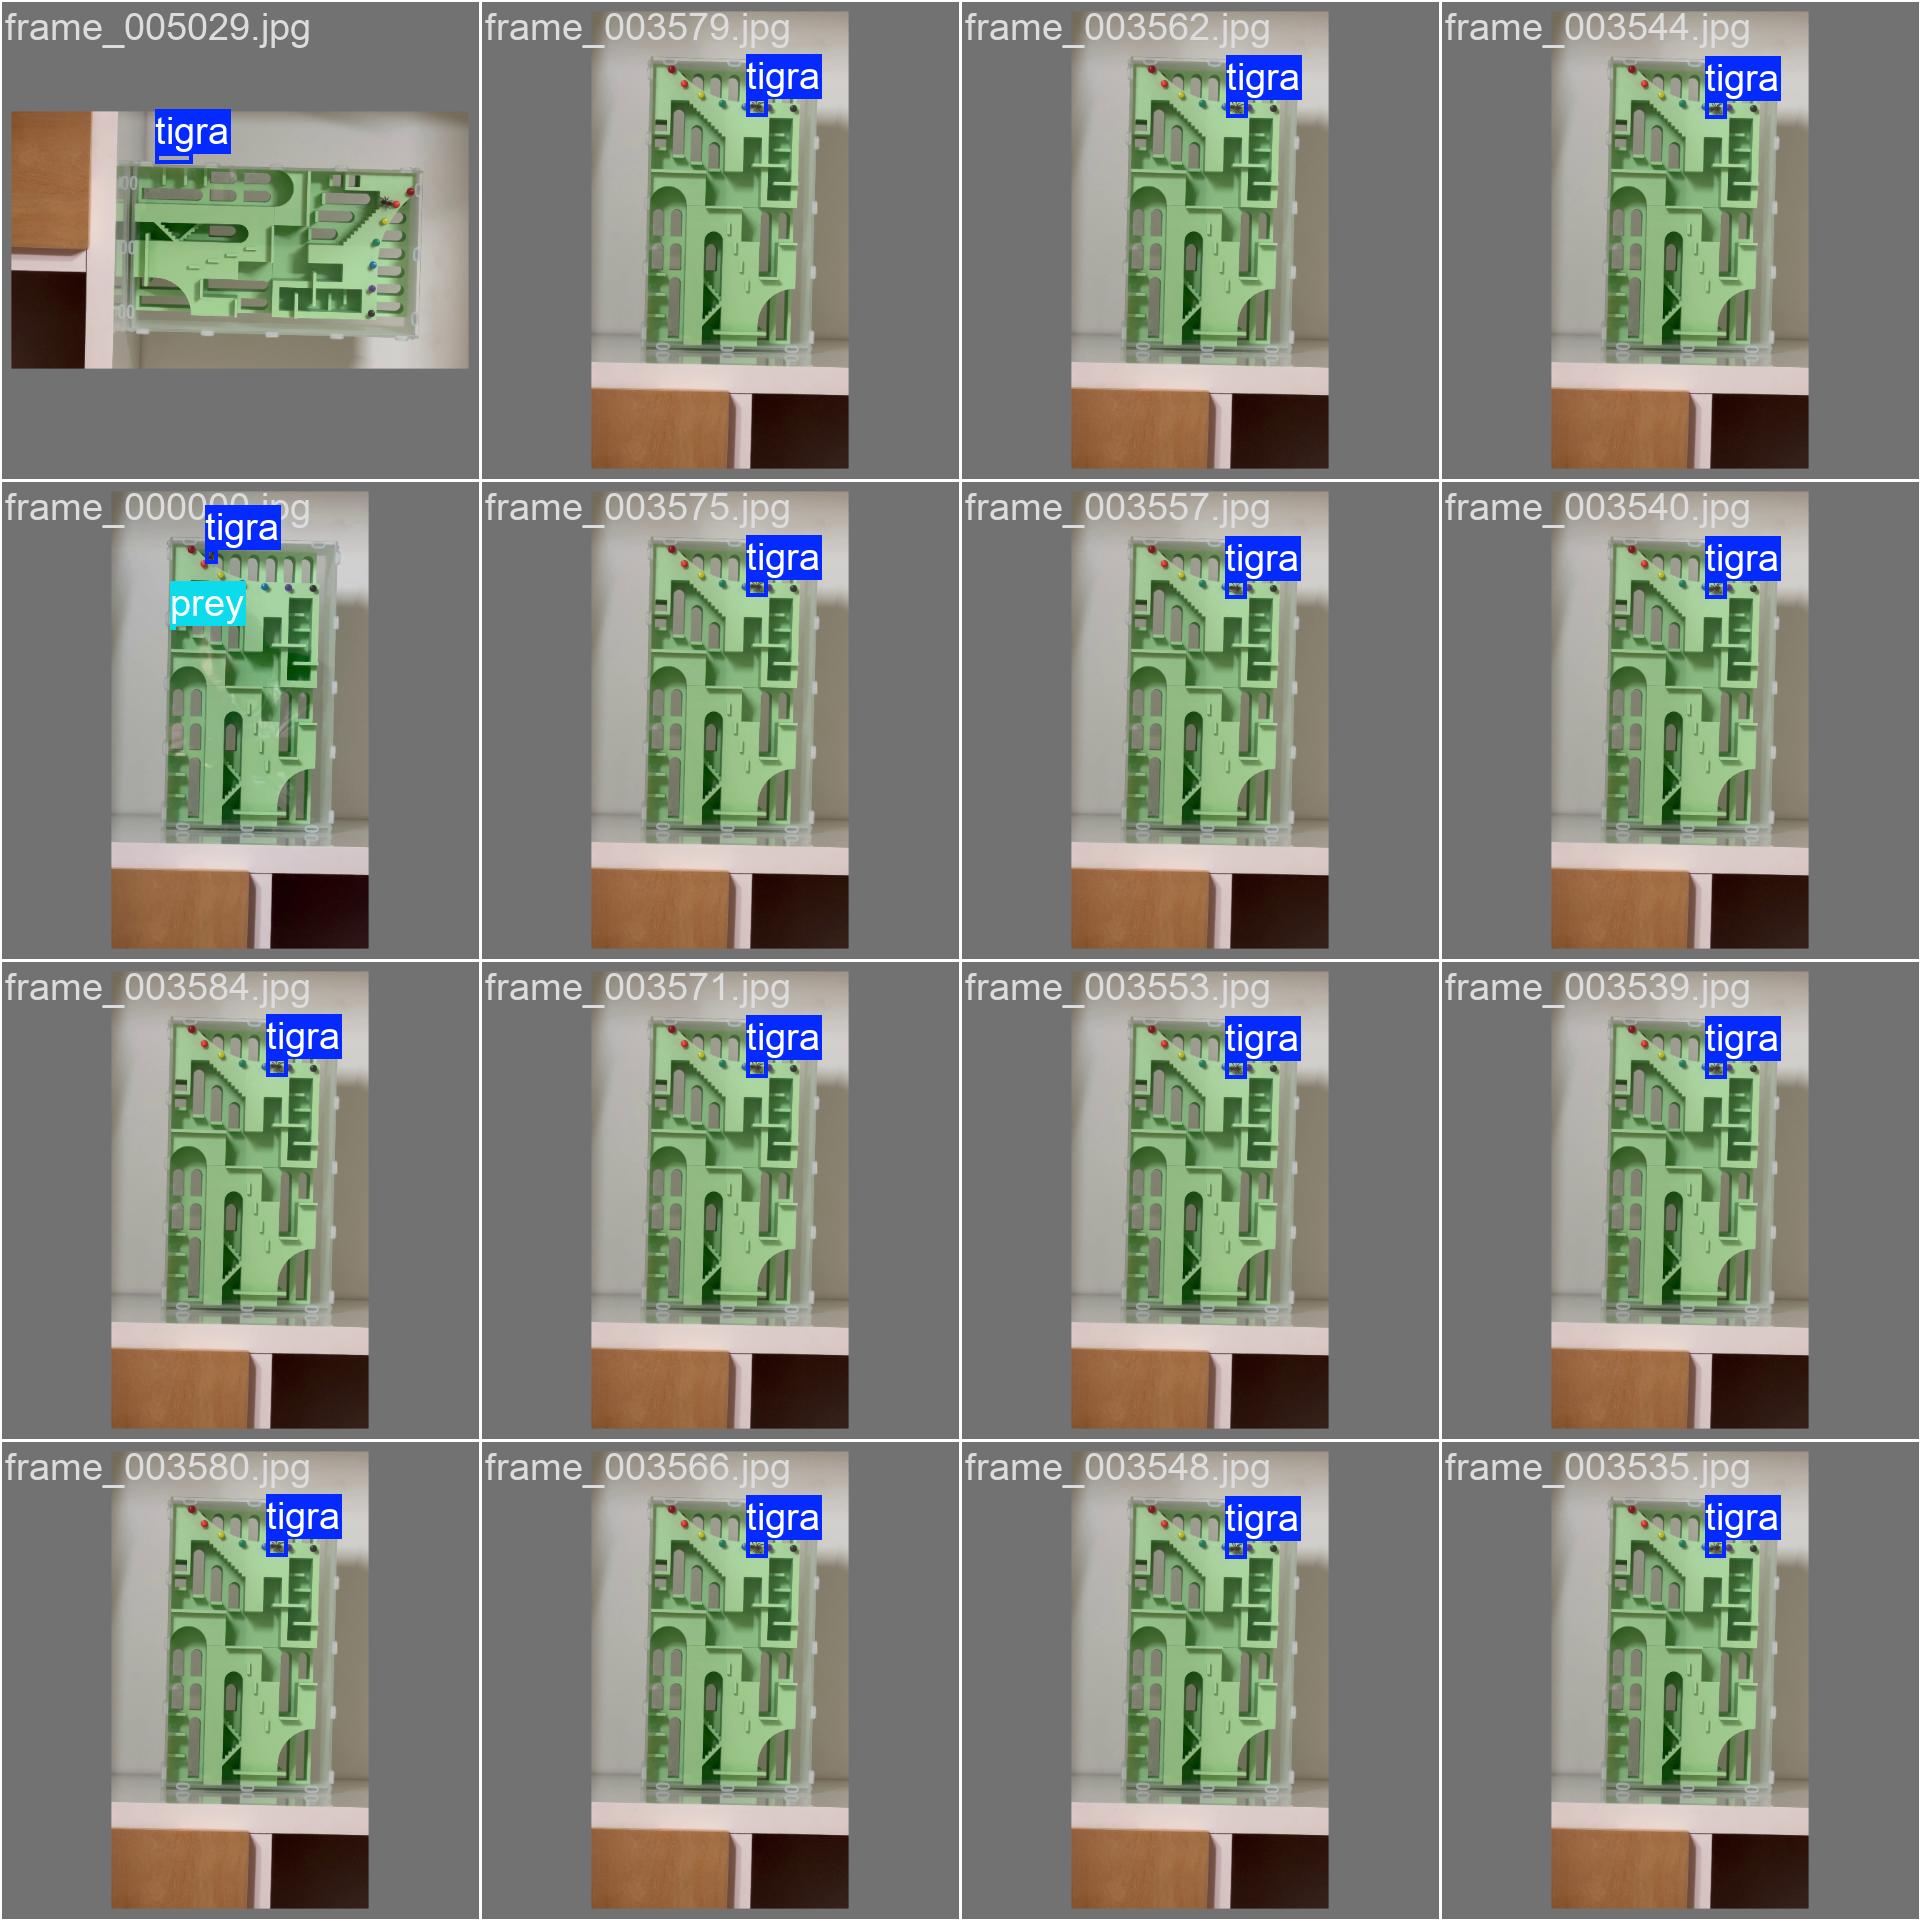 frame_005029.jpg
tigra
frame_003579.jpg
tigra
frame_003562.jpg
tigra
frame_003544.jpg
tigra
tigra
prey
frame_003575.jpg
tigra
frame_003557.jpg
tigra
frame_003540.jpg
tigra
frame_003584.jpg
tigra
frame_003571.jpg
tigra
frame_003553.jpg
tigra
frame_003539.jpg
tigra
frame_003580.jpg
tigra
frame_003566.jpg
tigra
frame_003548.jpg
tigra
frame_003535.jpg
tigra